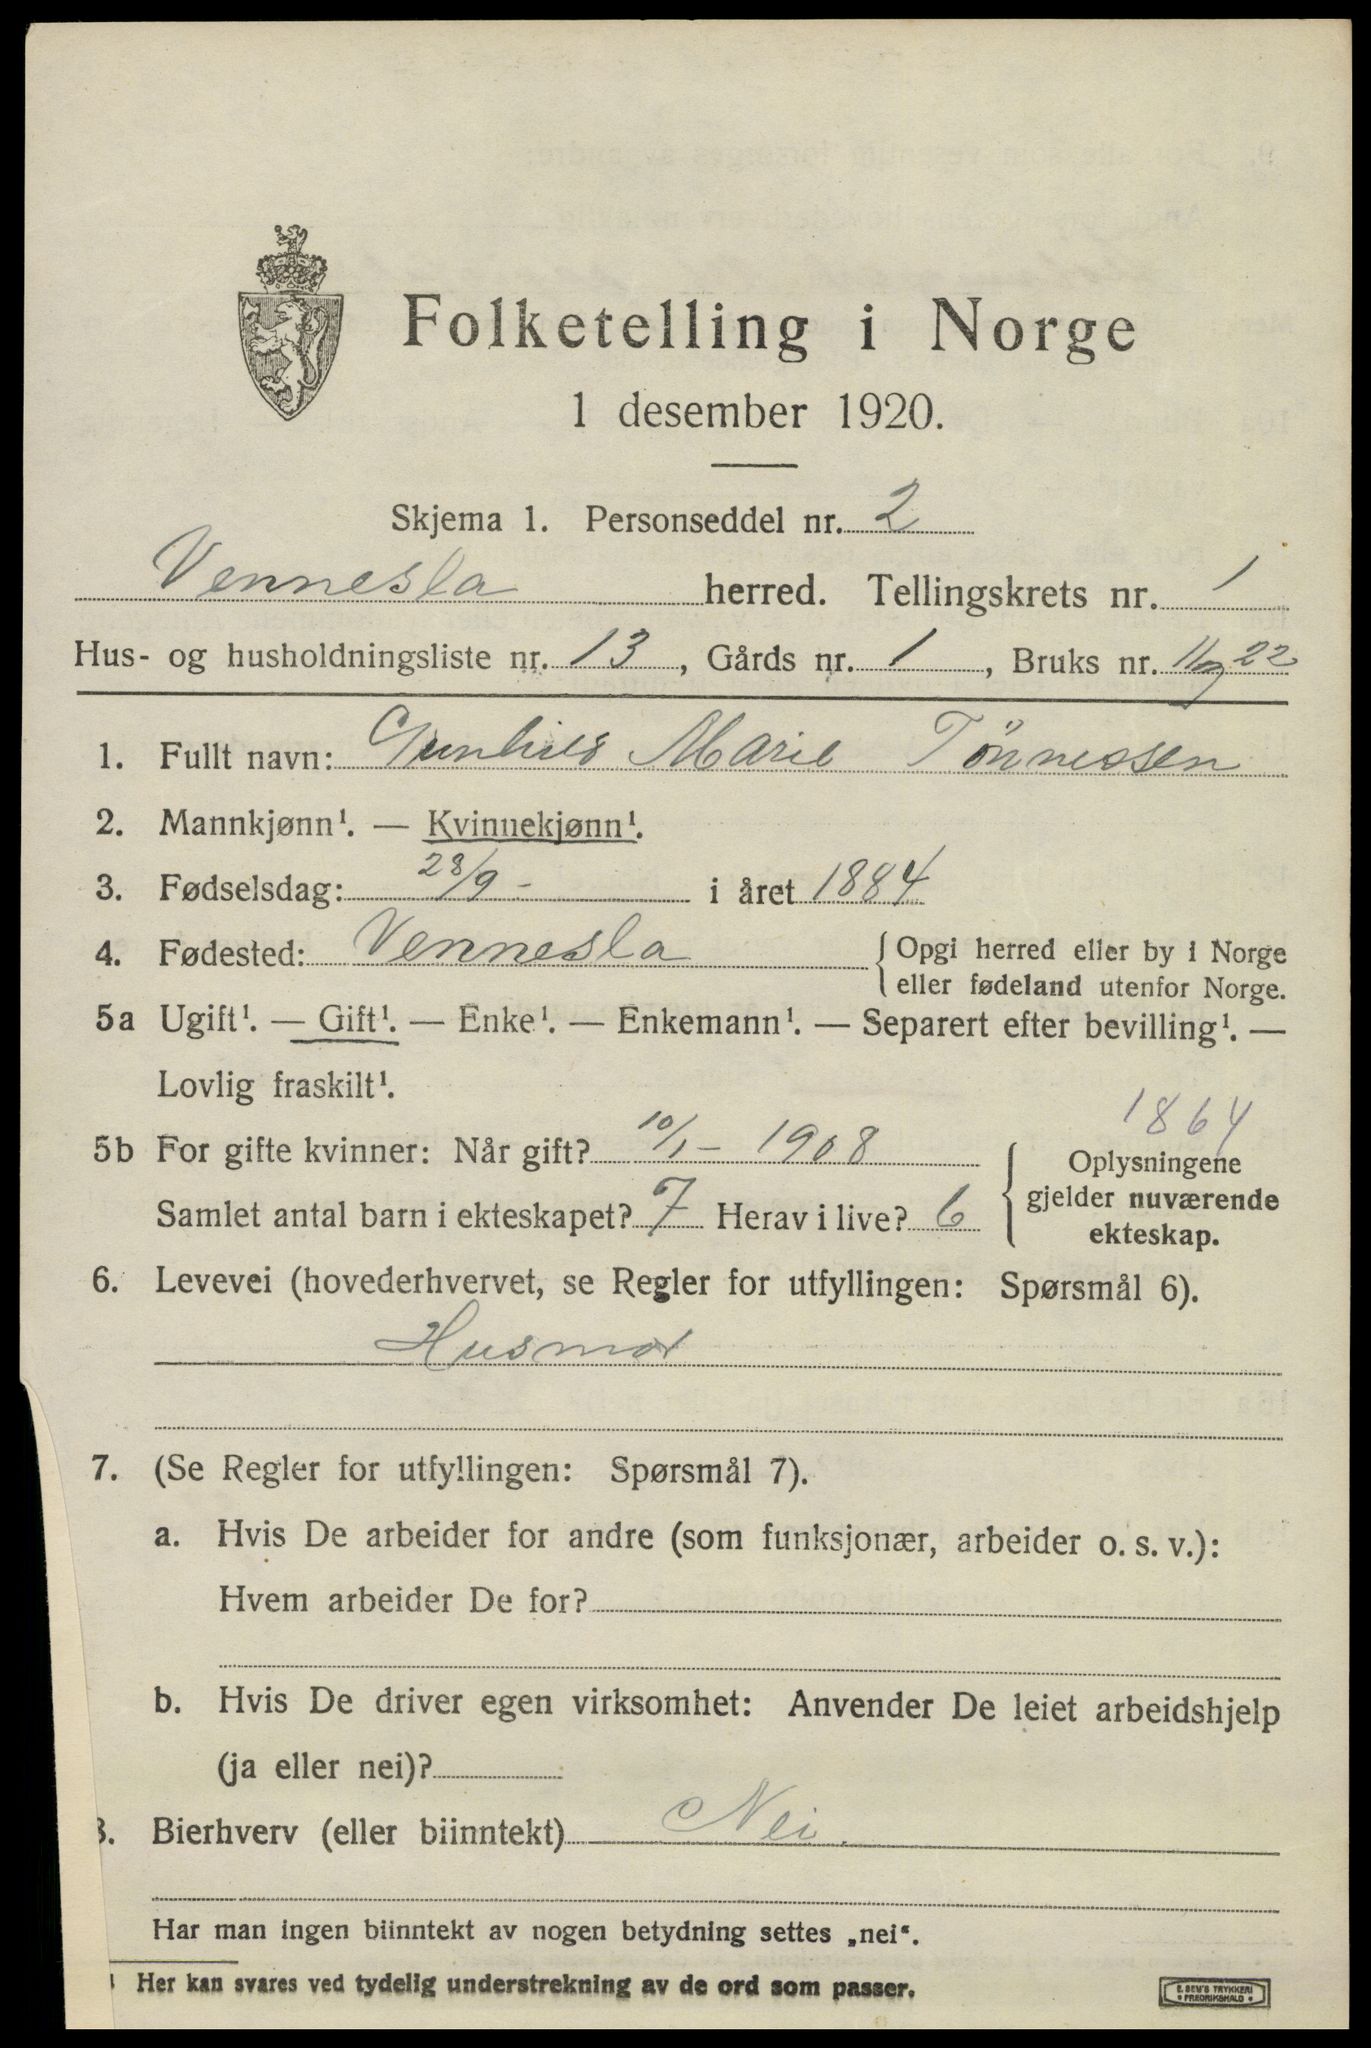 Folketelling i Norge
1 desember 1920.
Skjema 1. Personseddel nr. 2
Vennesla herred. Tellingskrets nr. 1
Hus- og husholdningsliste nr. 13, Gårds nr. 1, Bruks nr. 11 og 22
1. Fullt navn: Gunhild Marie Tönnessen
2. Mannkjønn¹. — Kvinnekjønn¹.
3. Fødselsdag: 28/9 - i året 1884
4. Fødested: Vennesla {Opgi herred eller by i Norge
eller fødeland utenfor Norge.
5a Ugift¹. — Gift¹. — Enke¹. — Enkemann¹. — Separert efter bevilling¹. —
Lovlig fraskilt¹.
1864
5b For gifte kvinner: Når gift? 10/1 - 1908 { Oplysningene
Samlet antal barn i ekteskapet? 7 Herav i live? 6 gjelder nuværende
ekteskap.
6. Levevei (hovederhvervet, se Regler for utfyllingen: Spørsmål 6).
Husmor
7. (Se Regler for utfyllingen: Spørsmål 7).
a. Hvis De arbeider for andre (som funksjonær, arbeider o. s. v.):
Hvem arbeider De for?
b. Hvis De driver egen virksomhet: Anvender De leiet arbeidshjelp
(ja eller nei)?
8. Bierhverv (eller biinntekt) Nei.
Har man ingen biinntekt av nogen betydning settes „nei“.
¹ Her kan svares ved tydelig understrekning av de ord som passer.
E. SEM'S TRYKKERI
• FREDRIKSHALD •